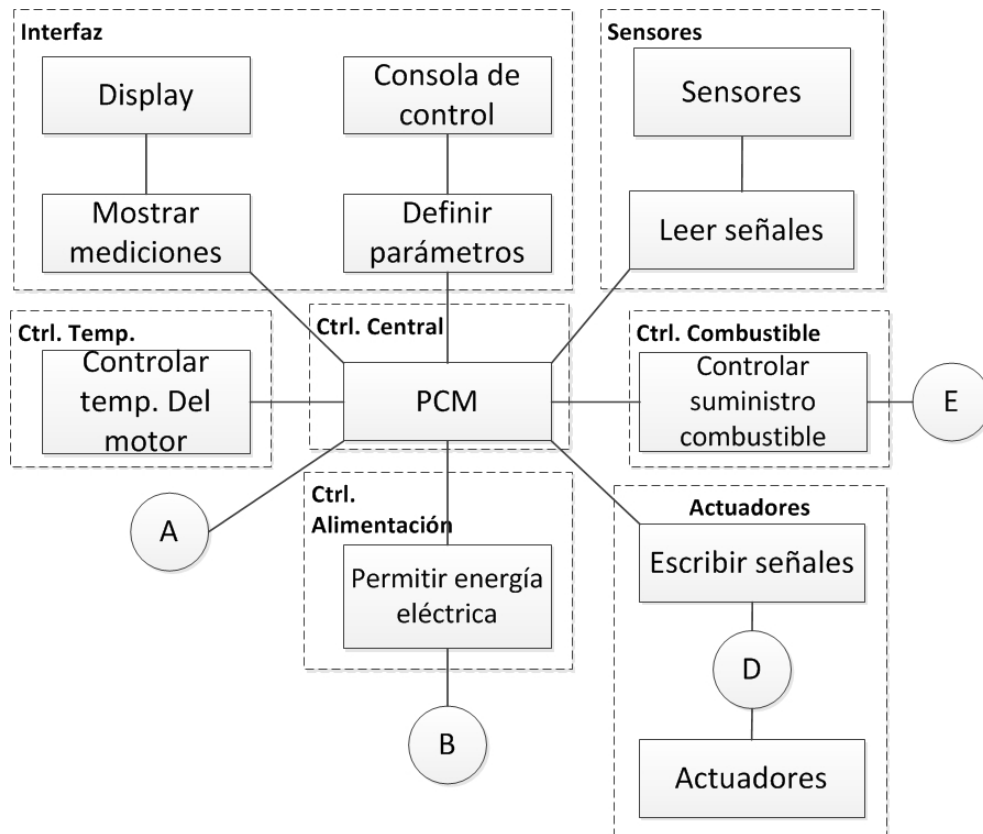 Interfaz
Display
Consola de
control
Mostrar
mediciones
Definir
parámetros
Sensores
Sensores
Leer señales
Ctrl. Temp.
Controlar
temp. Del
motor
Ctrl. Central
PCM
Ctrl. Combustible
Controlar
suministro
combustible
E
A
Ctrl.
Alimentación
Permitir energía
eléctrica
B
Actuadores
Escribir señales
D
Actuadores